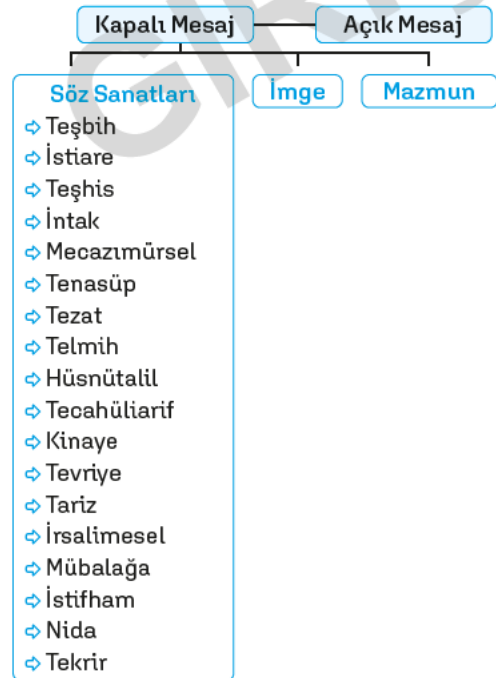 Kapalı Mesaj
Açık Mesaj
Söz Sanatları
İmge
Mazmun
⇨ Teşbih
⇨ İstiare
⇨ Teşhis
⇨ İntak
⇨ Mecazımürsel
⇨ Tenasüp
⇨ Tezat
⇨ Telmih
⇨ Hüsnütalil
⇨ Tecahüliarif
⇨ Kinaye
⇨ Tevriye
⇨ Tariz
⇨ İrsalimesel
⇨ Mübalağa
⇨ İstifham
⇨ Nida
⇨ Tekrir